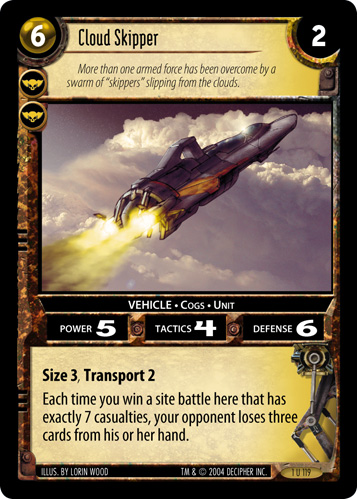 6 Cloud Skipper 2
More than one armed force has been overcome by a
swarm of “skippers” slipping from the clouds.
VEHICLE • COGS • UNIT
POWER 5 TACTICS 4 DEFENSE 6
Size 3, Transport 2
Each time you win a site battle here that has
exactly 7 casualties, your opponent loses three
cards from his or her hand.
ILLUS. BY LORIN WOOD TM & © 2004 DECIPHER INC. 1 U 119